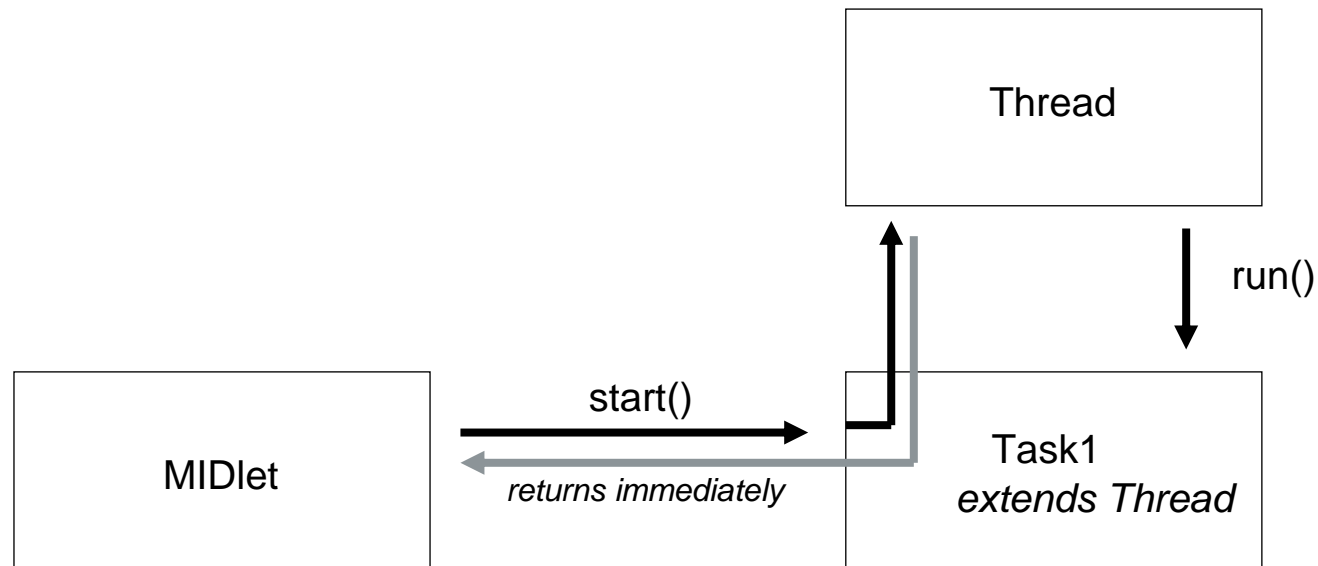 Thread
run()
start()
MIDlet
returns immediately
Task1
extends Thread